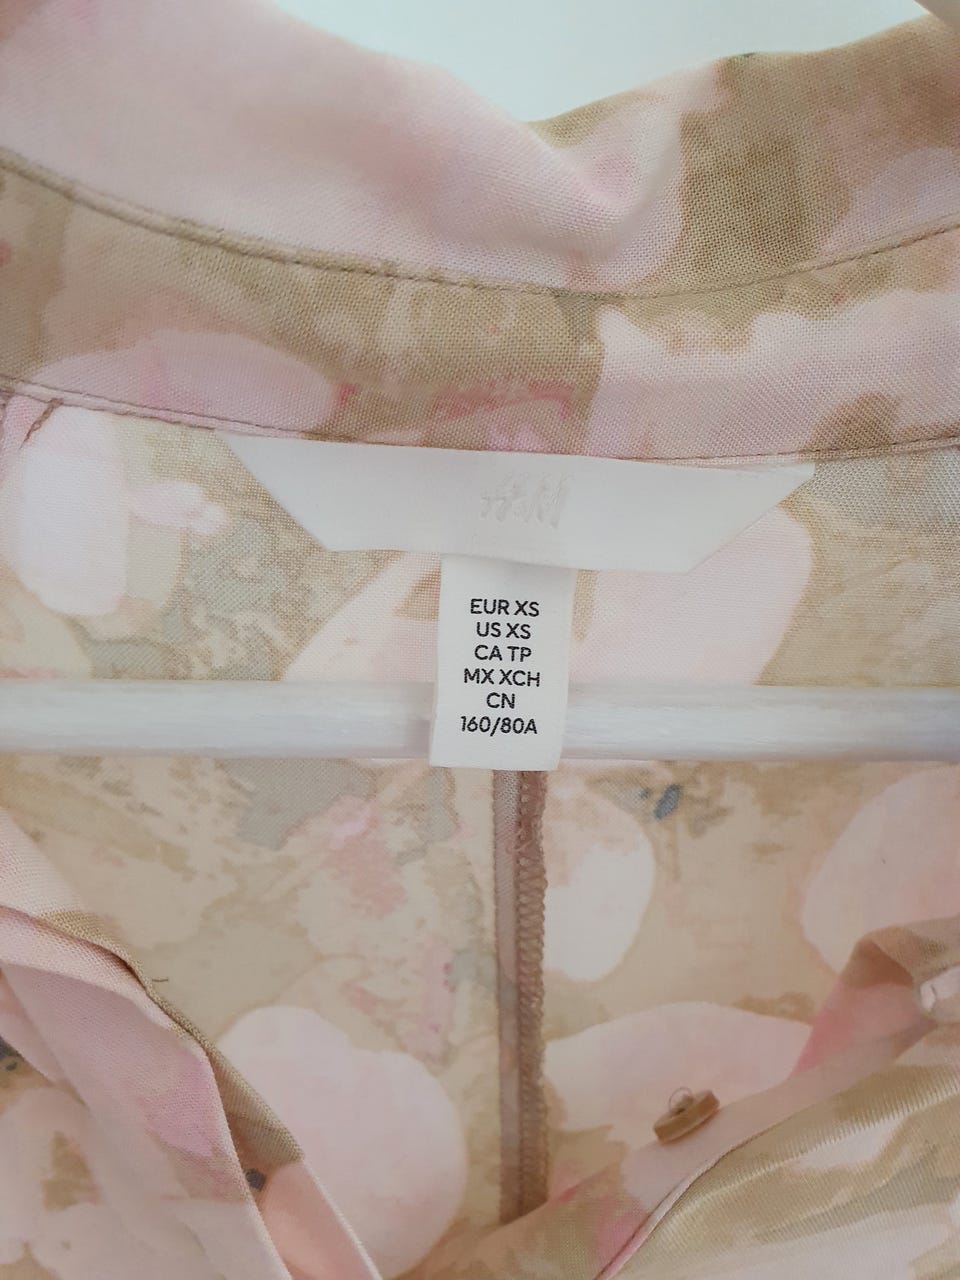 H&M
EUR XS
US XS
CA TP
MX XCH
CN
160/80A